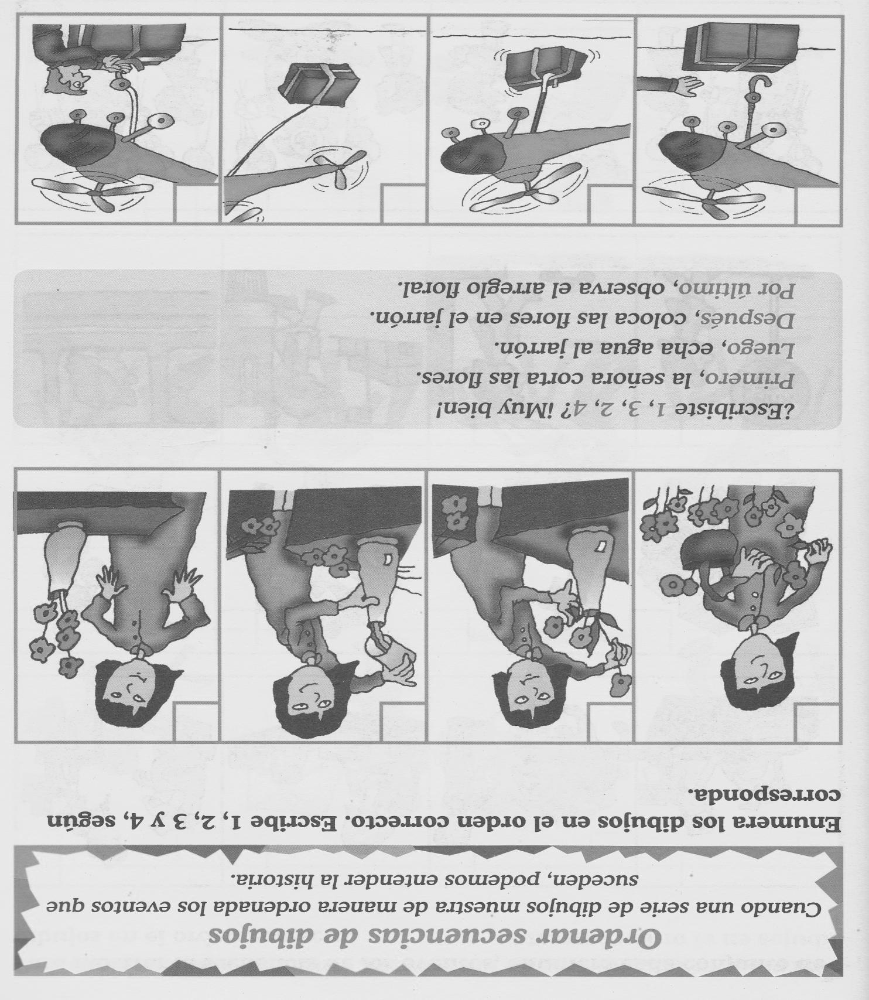 Ordenar secuencias de dibujos
Cuando una serie de dibujos muestra de manera ordenada los eventos que
suceden, podemos entender la historia.
Enumera los dibujos en el orden correcto. Escribe 1, 2, 3 y 4, según
corresponda.
¿Escribiste 1, 3, 2, 4? ¡Muy bien!
Primero, la señora corta las flores.
Luego, echa agua al jarrón.
Después, coloca las flores en el jarrón.
Por último, observa el arreglo floral.